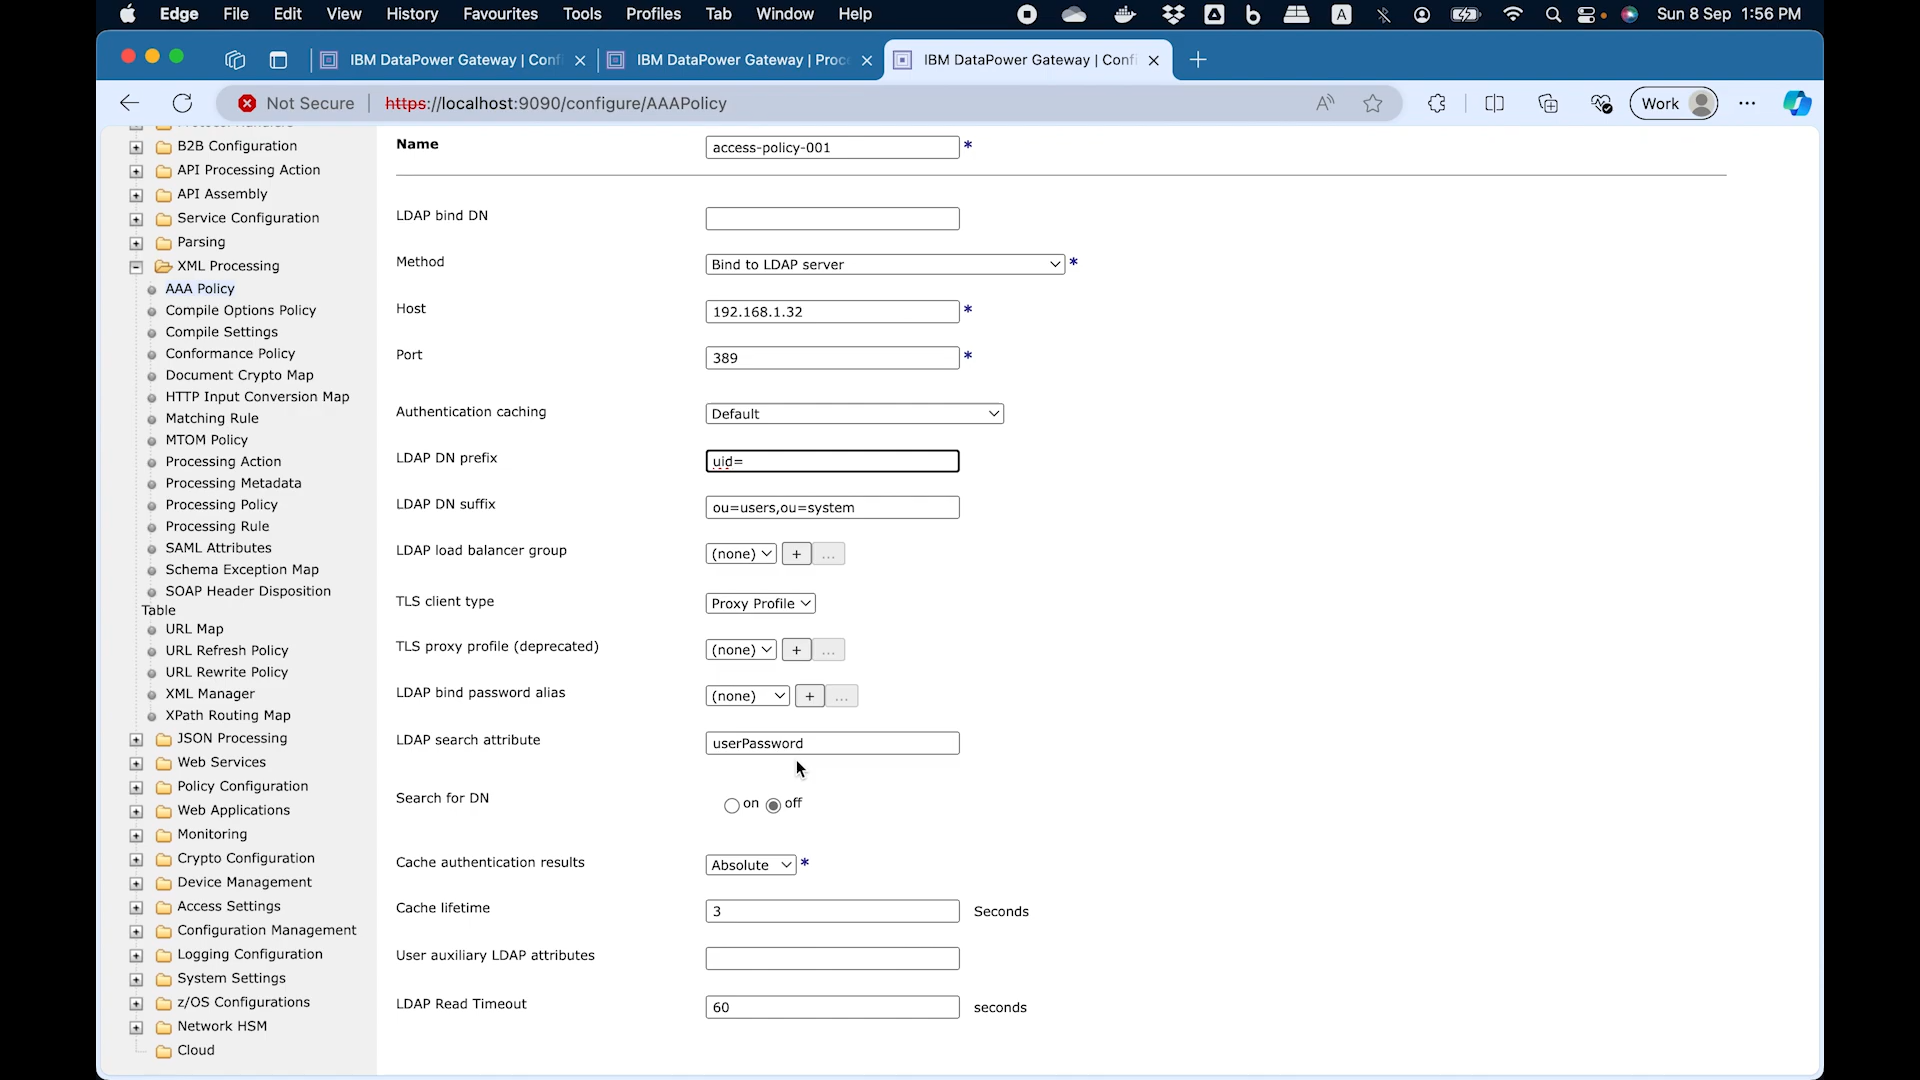 Edge File Edit View History Favourites Tools Profiles Tab Window Help Sun 8 Sep 1:56 PM
IBM DataPower Gateway | Conf IBM DataPower Gateway | Proc IBM DataPower Gateway | Conf
Not Secure https://localhost:9090/configure/AAAPolicy Work
B2B Configuration
API Processing Action
API Assembly
Service Configuration
Parsing
XML Processing
AAA Policy
Compile Options Policy
Compile Settings
Conformance Policy
Document Crypto Map
HTTP Input Conversion Map
Matching Rule
MTOM Policy
Processing Action
Processing Metadata
Processing Policy
Processing Rule
SAML Attributes
Schema Exception Map
SOAP Header Disposition
Table
URL Map
URL Refresh Policy
URL Rewrite Policy
XML Manager
XPath Routing Map
JSON Processing
Web Services
Policy Configuration
Web Applications
Monitoring
Crypto Configuration
Device Management
Access Settings
Configuration Management
Logging Configuration
System Settings
z/OS Configurations
Network HSM
Cloud
Name access-policy-001 *
LDAP bind DN
Method Bind to LDAP server *
Host 192.168.1.32 *
Port 389 *
Authentication caching Default
LDAP DN prefix uid=
LDAP DN suffix ou=users,ou=system
LDAP load balancer group (none) + ...
TLS client type Proxy Profile
TLS proxy profile (deprecated) (none) + ...
LDAP bind password alias (none) + ...
LDAP search attribute userPassword
Search for DN on off
Cache authentication results Absolute *
Cache lifetime 3 Seconds
User auxiliary LDAP attributes
LDAP Read Timeout 60 seconds